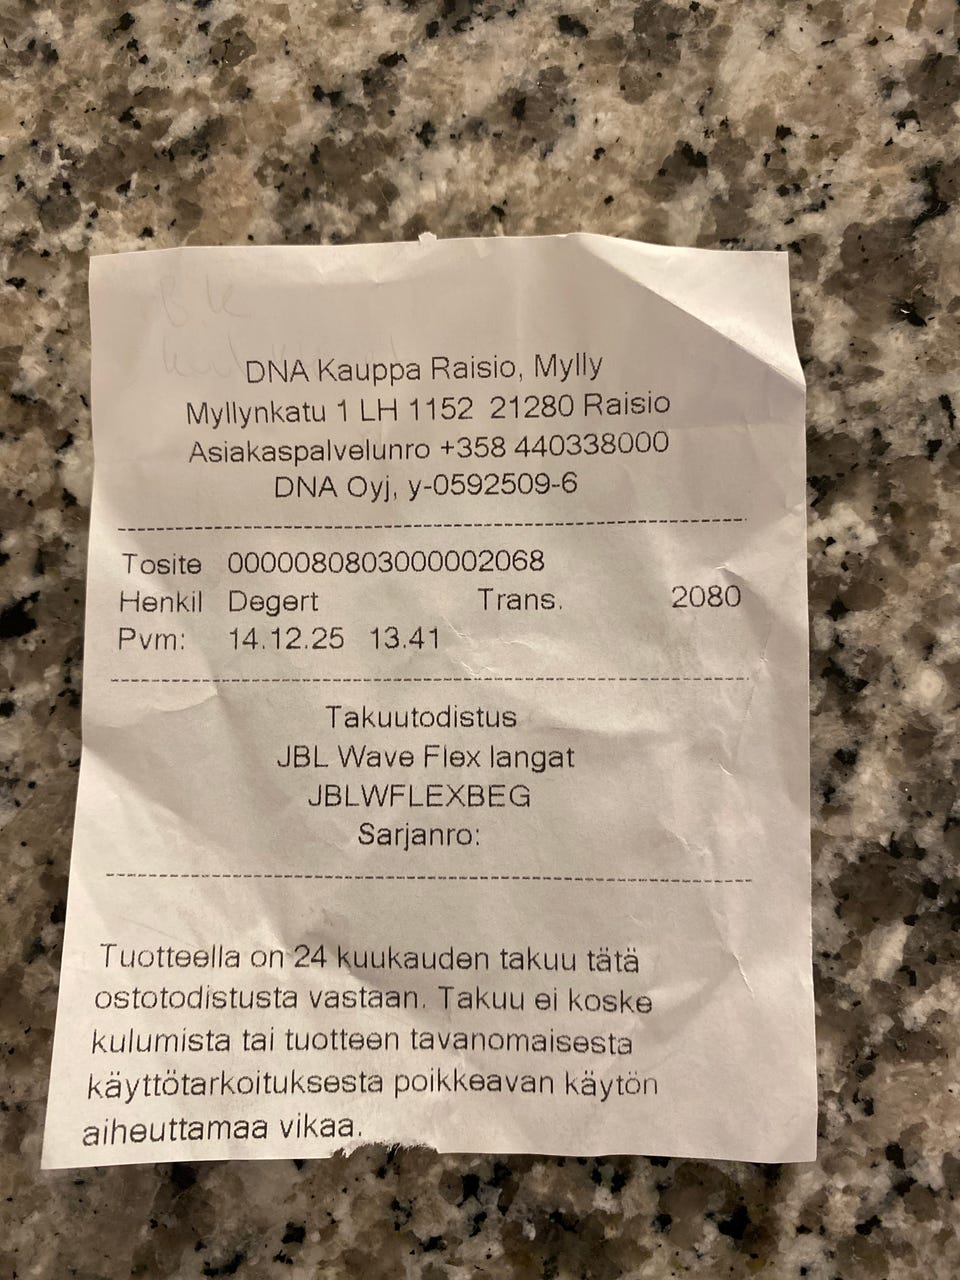 DNA Kauppa Raisio, Mylly
Myllynkatu 1 LH 1152 21280 Raisio
Asiakaspalvelunro +358 440338000
DNA Oyj, y-0592509-6
Tosite 0000080803000002068
Henkil Degert Trans. 2080
Pvm: 14.12.25 13.41
Takuutodistus
JBL Wave Flex langat
JBLWFLEXBEG
Sarjanro:
Tuotteella on 24 kuukauden takuu tätä
ostotodistusta vastaan. Takuu ei koske
kulumista tai tuotteen tavanomaisesta
käyttötarkoituksesta poikkeavan käytön
aiheuttamaa vikaa.